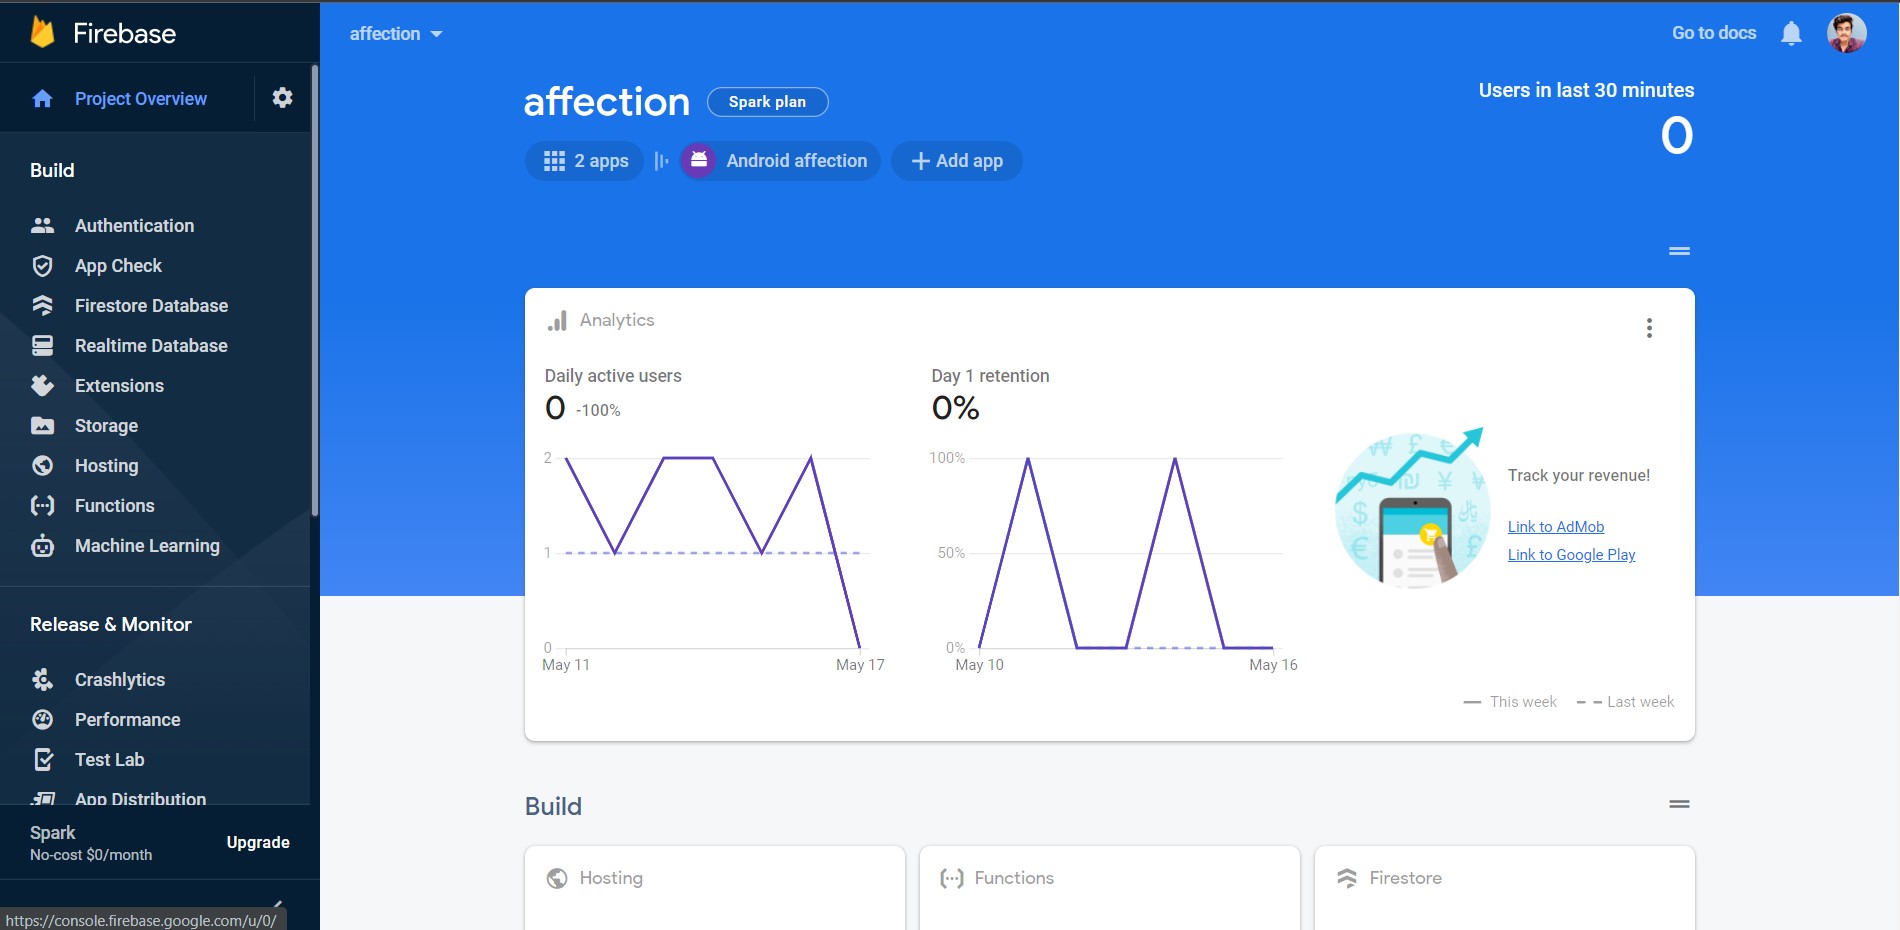 Firebase
Project Overview
Build
Authentication
App Check
Firestore Database
Realtime Database
Extensions
Storage
Hosting
Functions
Machine Learning
Release & Monitor
Crashlytics
Performance
Test Lab
App Distribution
Spark
No-cost $0/month
Upgrade
https://console.firebase.google.com/u/0/
affection
Go to docs
affection
Spark plan
2 apps
Android affection
+ Add app
Users in last 30 minutes
0
Analytics
Daily active users
0 -100%
2
1
0
May 11
May 17
Day 1 retention
0%
100%
50%
0%
May 10
May 16
Track your revenue!
Link to AdMob
Link to Google Play
This week
Last week
Build
Hosting
Functions
Firestore